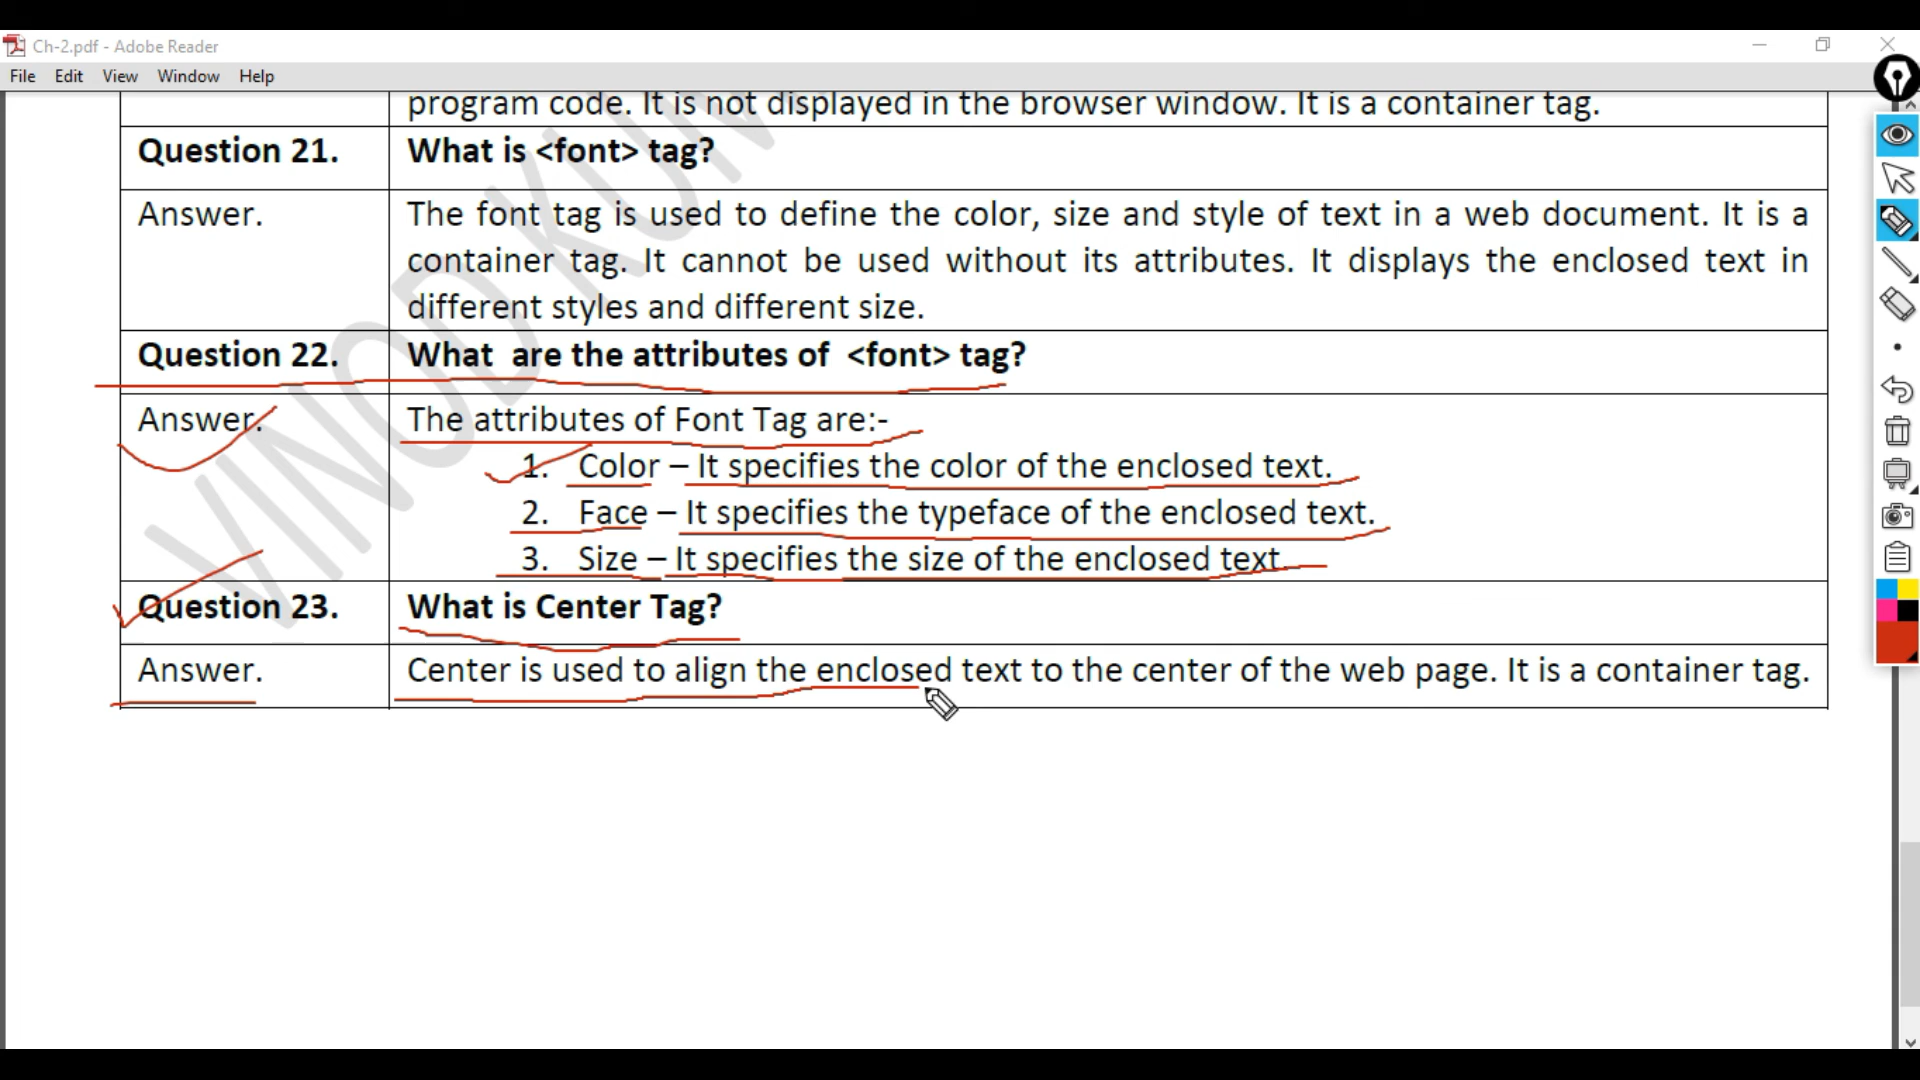 Ch-2.pdf - Adobe Reader
File Edit View Window Help
program code. It is not displayed in the browser window. It is a container tag.
Question 21. What is <font> tag?
Answer. The font tag is used to define the color, size and style of text in a web document. It is a
container tag. It cannot be used without its attributes. It displays the enclosed text in
different styles and different size.
Question 22. What are the attributes of <font> tag?
Answer. The attributes of Font Tag are:-
1. Color – It specifies the color of the enclosed text.
2. Face – It specifies the typeface of the enclosed text.
3. Size – It specifies the size of the enclosed text.
Question 23. What is Center Tag?
Answer. Center is used to align the enclosed text to the center of the web page. It is a container tag.
VINOD KUM